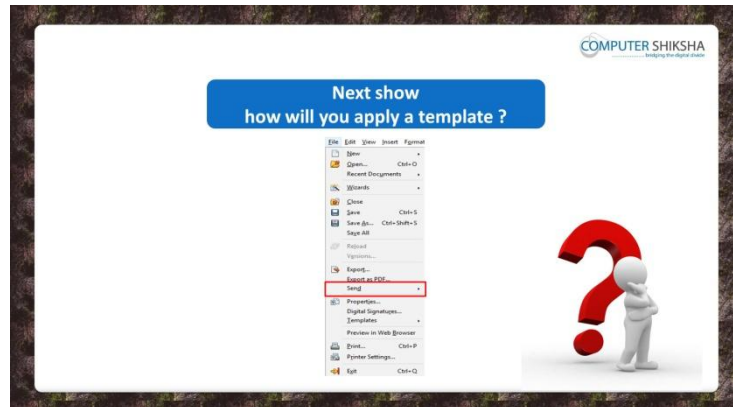 COMPUTER SHIKSHA
bridging the digital divide
Next show
how will you apply a template ?
File Edit View Insert Format
New
Open... Ctrl+O
Recent Documents
Wizards
Close
Save Ctrl+S
Save As... Ctrl+Shift+S
Save All
Reload
Versions...
Export...
Export as PDF...
Send
Properties...
Digital Signatures...
Templates
Preview in Web Browser
Print... Ctrl+P
Printer Settings...
Exit Ctrl+Q